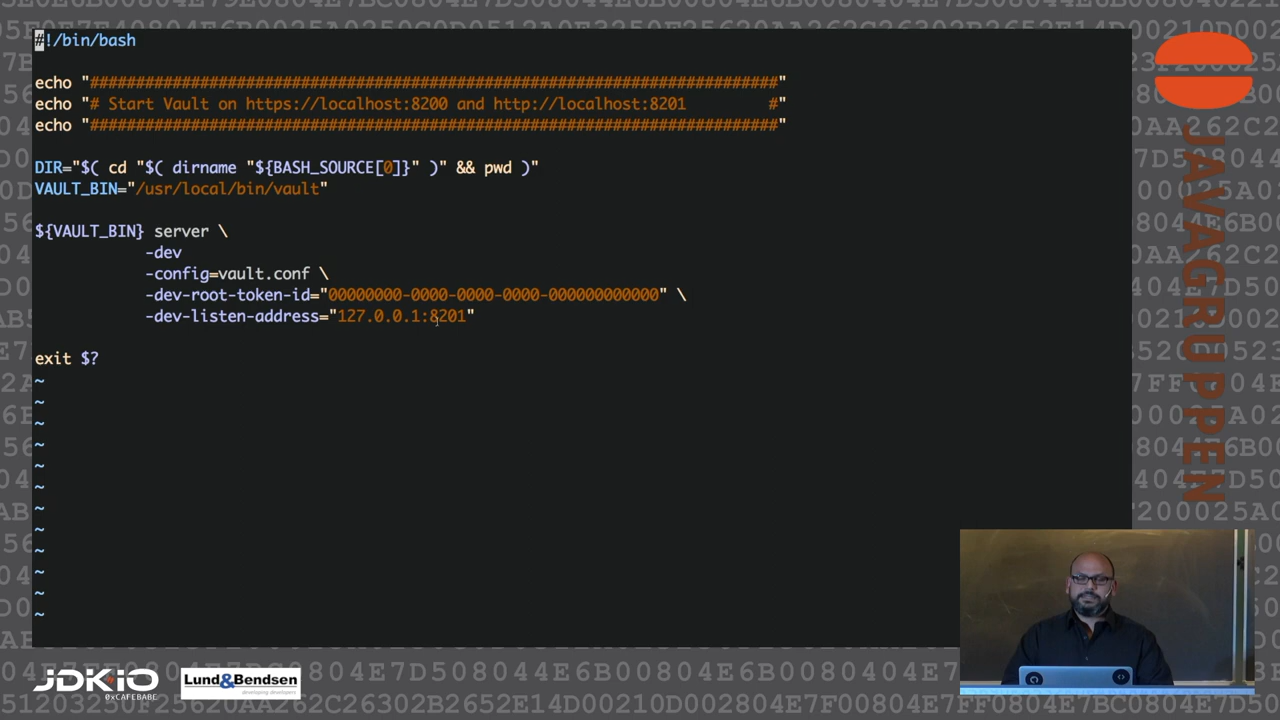 #!/bin/bash
echo "###########################################################################"
echo "# Start Vault on https://localhost:8200 and http://localhost:8201         #"
echo "###########################################################################"
DIR="$( cd "$( dirname "${BASH_SOURCE[0]}" )" && pwd )"
VAULT_BIN="/usr/local/bin/vault"
${VAULT_BIN} server \
-dev
-config=vault.conf \
-dev-root-token-id="00000000-0000-0000-0000-000000000000" \
-dev-listen-address="127.0.0.1:8201"
exit $?
~
~
~
~
~
~
~
~
~
~
~
~
JAVAGRUPPEN
JDKIO
0xCAFEBABE
Lund&Bendsen
developing developers